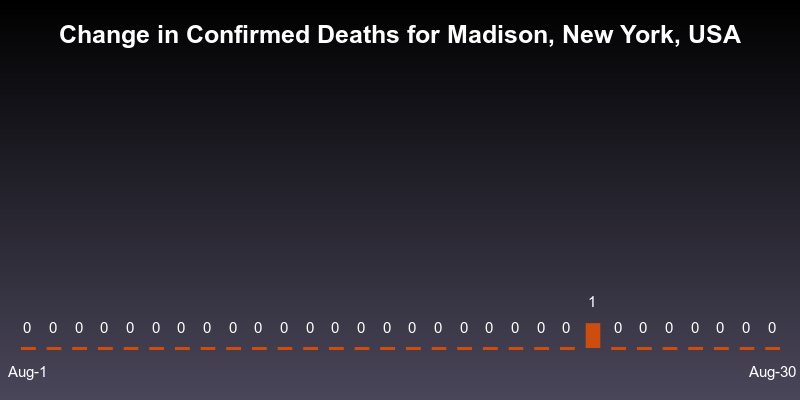 Change in Confirmed Deaths for Madison, New York, USA
1
0 0 0 0 0 0 0 0 0 0 0 0 0 0 0 0 0 0 0 0 0 0 0 0 0 0 0 0 0
Aug-1 Aug-30